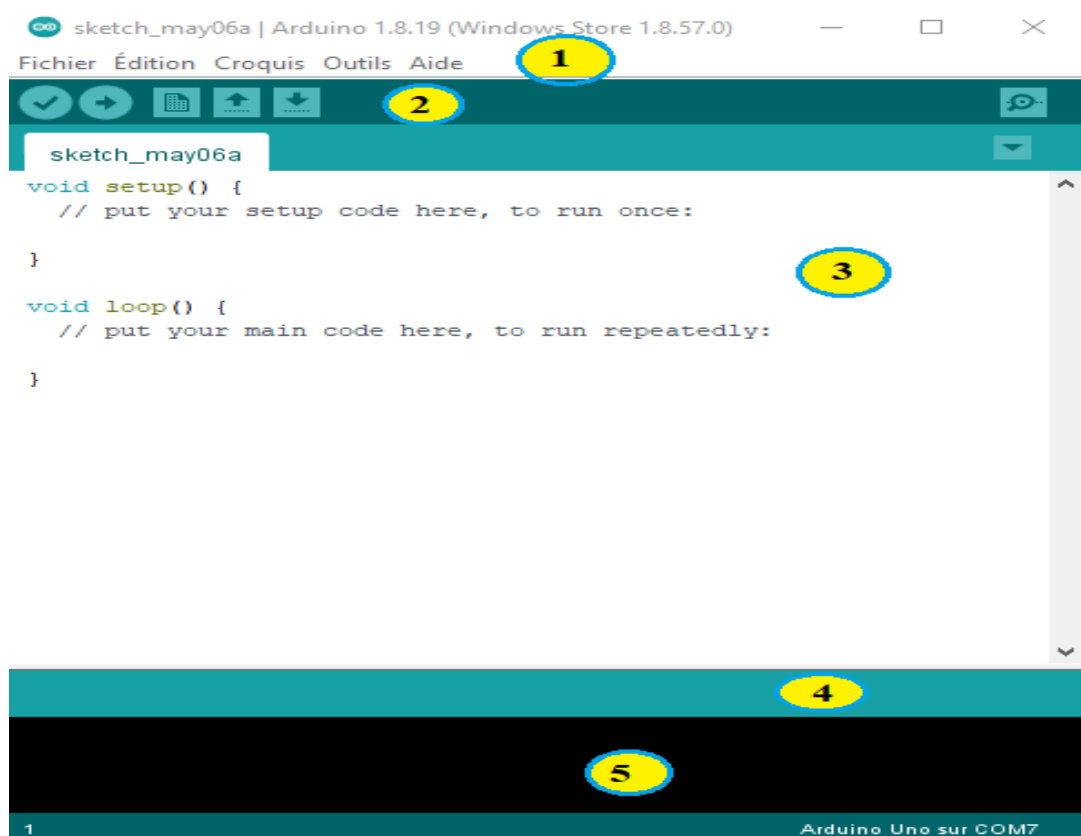 sketch_may06a | Arduino 1.8.19 (Windows Store 1.8.57.0)
Fichier Édition Croquis Outils Aide
1
2
sketch_may06a
void setup() {
// put your setup code here, to run once:
}
3
void loop() {
// put your main code here, to run repeatedly:
}
4
5
1 Arduino Uno sur COM7